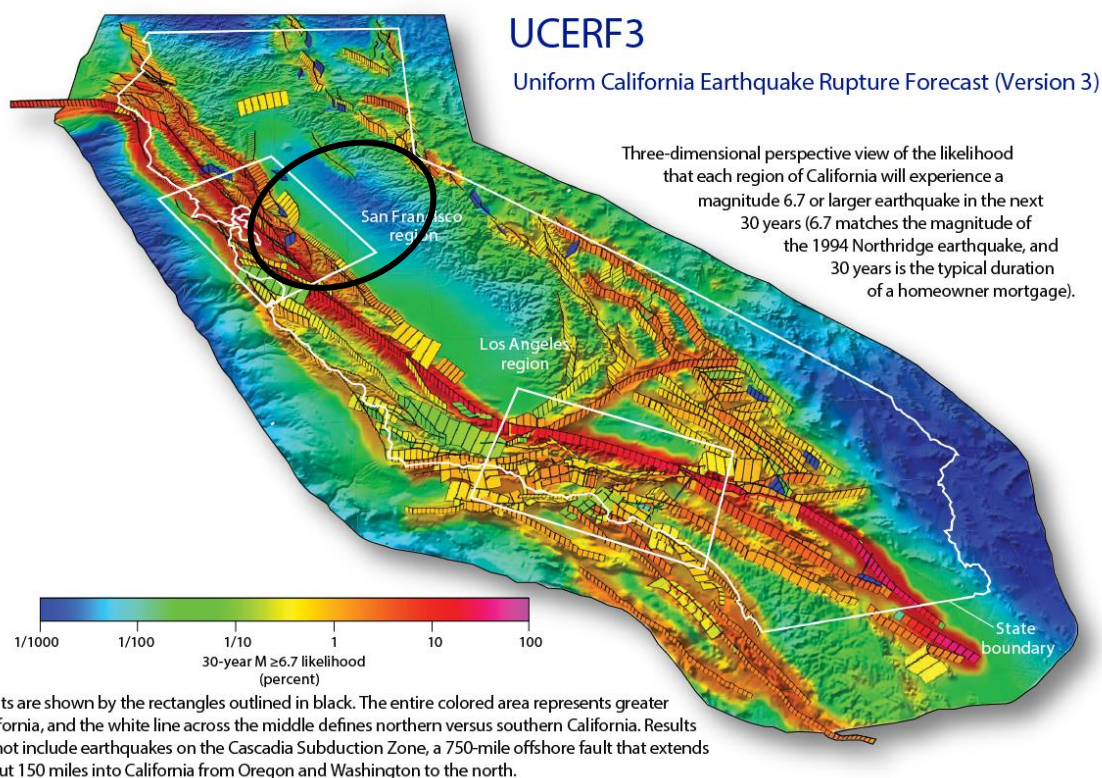 UCERF3
Uniform California Earthquake Rupture Forecast (Version 3)
Three-dimensional perspective view of the likelihood
that each region of California will experience a
magnitude 6.7 or larger earthquake in the next
30 years (6.7 matches the magnitude of
the 1994 Northridge earthquake, and
30 years is the typical duration
of a homeowner mortgage).
San Francisco
region
Los Angeles
region
State
boundary
1/1000 1/100 1/10 1 10 100
30-year M ≥6.7 likelihood
(percent)
ts are shown by the rectangles outlined in black. The entire colored area represents greater
ifornia, and the white line across the middle defines northern versus southern California. Results
not include earthquakes on the Cascadia Subduction Zone, a 750-mile offshore fault that extends
ut 150 miles into California from Oregon and Washington to the north.